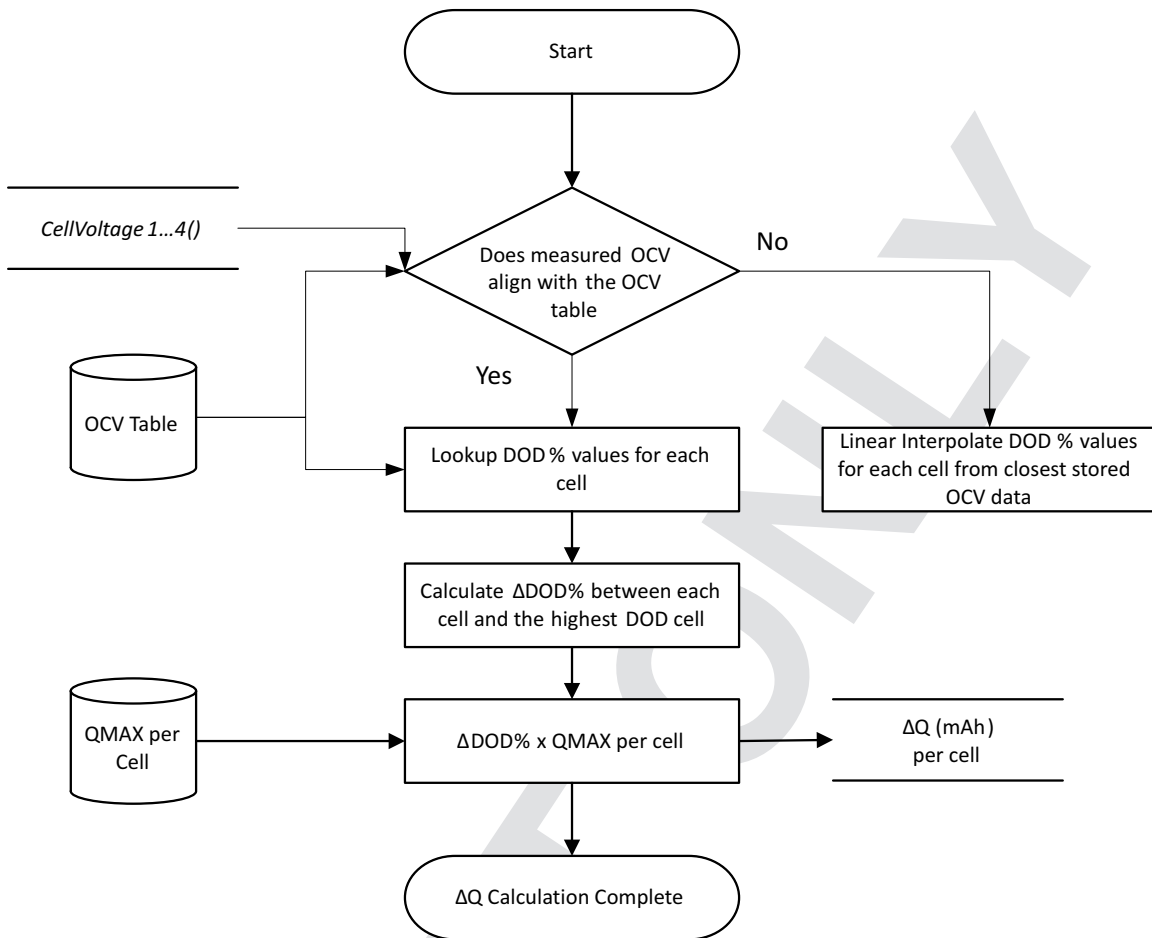 Start
CellVoltage 1...4()
Does measured OCV
align with the OCV
table
No
Yes
OCV Table
Lookup DOD % values for each
cell
Linear Interpolate DOD % values
for each cell from closest stored
OCV data
Calculate ΔDOD% between each
cell and the highest DOD cell
QMAX per
Cell
ΔDOD% x QMAX per cell
ΔQ (mAh)
per cell
ΔQ Calculation Complete
ONLY